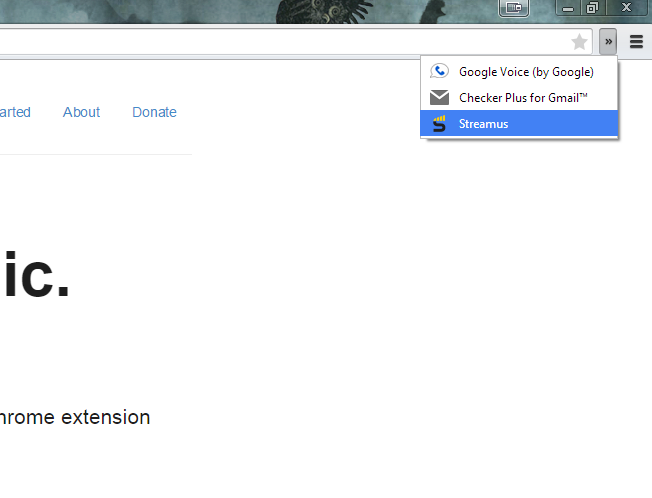 »
Google Voice (by Google)
Checker Plus for Gmail™
Streamus
arted About Donate
ic.
hrome extension